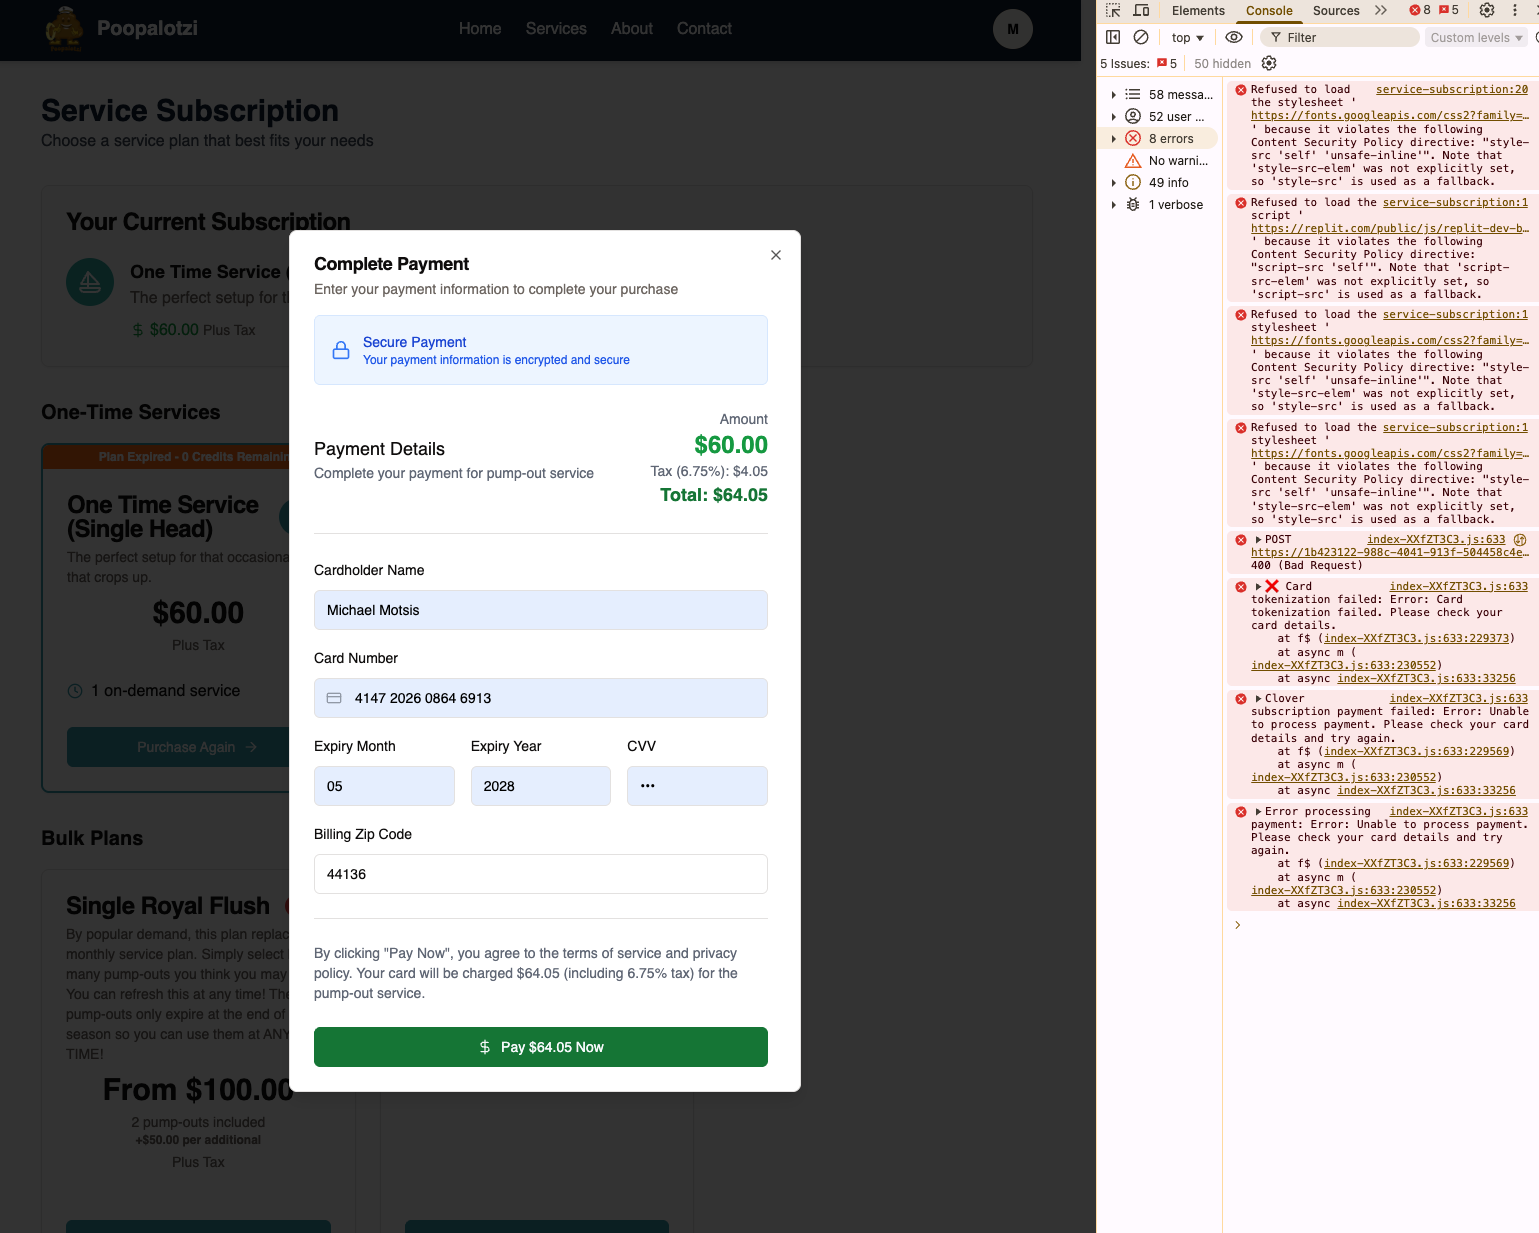 Poopalotzi
Home Services About Contact
M
Service Subscription
Choose a service plan that best fits your needs
Your Current Subscription
One Time Service (
The perfect setup for th
$ $60.00 Plus Tax
One-Time Services
Plan Expired - 0 Credits Remainin
One Time Service
(Single Head)
The perfect setup for that occasiona
that crops up.
$60.00
Plus Tax
1 on-demand service
Purchase Again →
Bulk Plans
Single Royal Flush
By popular demand, this plan replac
monthly service plan. Simply select
many pump-outs you think you may
You can refresh this at any time! The
pump-outs only expire at the end of
season so you can use them at ANY
TIME!
From $100.00
2 pump-outs included
+$50.00 per additional
Plus Tax
Complete Payment
Enter your payment information to complete your purchase
Secure Payment
Your payment information is encrypted and secure
Amount
Payment Details
$60.00
Complete your payment for pump-out service
Tax (6.75%): $4.05
Total: $64.05
Cardholder Name
Michael Motsis
Card Number
4147 2026 0864 6913
Expiry Month Expiry Year CVV
05 2028 •••
Billing Zip Code
44136
By clicking "Pay Now", you agree to the terms of service and privacy
policy. Your card will be charged $64.05 (including 6.75% tax) for the
pump-out service.
$ Pay $64.05 Now
Elements Console Sources 8 5
top Filter Custom levels
5 Issues: 5 50 hidden
58 messa...
52 user ...
8 errors
No warni...
49 info
1 verbose
Refused to load service-subscription:20
the stylesheet '
https://fonts.googleapis.com/css2?family=…
' because it violates the following
Content Security Policy directive: "style-
src 'self' 'unsafe-inline'". Note that
'style-src-elem' was not explicitly set,
so 'style-src' is used as a fallback.
Refused to load the service-subscription:1
script '
https://replit.com/public/js/replit-dev-b…
' because it violates the following
Content Security Policy directive:
"script-src 'self'". Note that 'script-
src-elem' was not explicitly set, so
'script-src' is used as a fallback.
Refused to load the service-subscription:1
stylesheet '
https://fonts.googleapis.com/css2?family=…
' because it violates the following
Content Security Policy directive: "style-
src 'self' 'unsafe-inline'". Note that
'style-src-elem' was not explicitly set,
so 'style-src' is used as a fallback.
Refused to load the service-subscription:1
stylesheet '
https://fonts.googleapis.com/css2?family=…
' because it violates the following
Content Security Policy directive: "style-
src 'self' 'unsafe-inline'". Note that
'style-src-elem' was not explicitly set,
so 'style-src' is used as a fallback.
POST index-XXfZT3C3.js:633
https://1b423122-988c-4041-913f-504458c4e…
400 (Bad Request)
❌ Card index-XXfZT3C3.js:633
tokenization failed: Error: Card
tokenization failed. Please check your
card details.
at f$ (index-XXfZT3C3.js:633:229373)
at async m (
index-XXfZT3C3.js:633:230552)
at async index-XXfZT3C3.js:633:33256
Clover index-XXfZT3C3.js:633
subscription payment failed: Error: Unable
to process payment. Please check your card
details and try again.
at f$ (index-XXfZT3C3.js:633:229569)
at async m (
index-XXfZT3C3.js:633:230552)
at async index-XXfZT3C3.js:633:33256
Error processing index-XXfZT3C3.js:633
payment: Error: Unable to process payment.
Please check your card details and try
again.
at f$ (index-XXfZT3C3.js:633:229569)
at async m (
index-XXfZT3C3.js:633:230552)
at async index-XXfZT3C3.js:633:33256